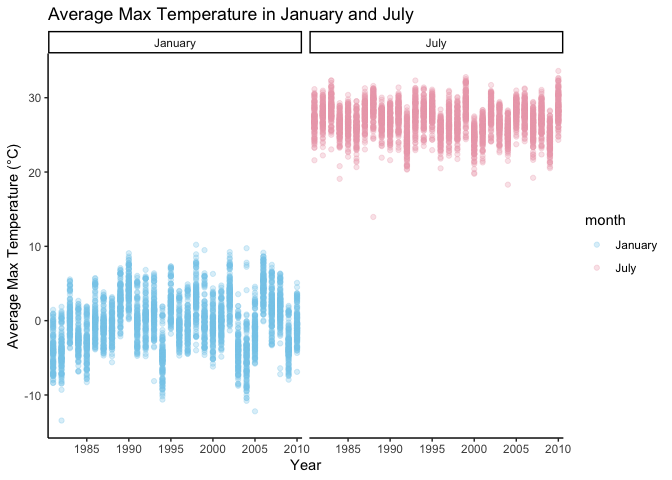 Average Max Temperature in January and July
January July
30
20
10
0
-10
Average Max Temperature (°C)
1985 1990 1995 2000 2005 2010 1985 1990 1995 2000 2005 2010
Year
month
January
July